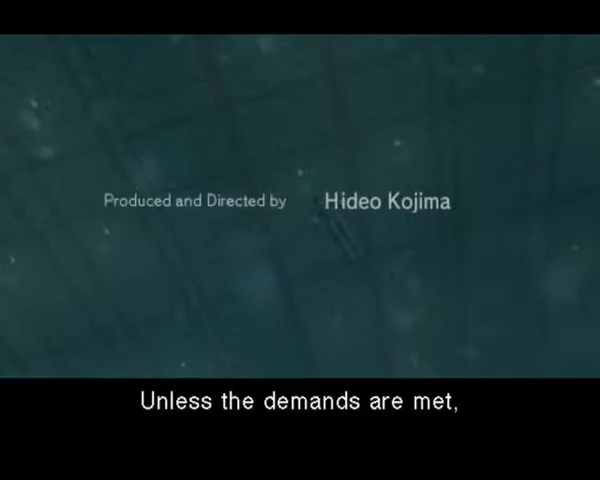 Produced and Directed by Hideo Kojima
Unless the demands are met,